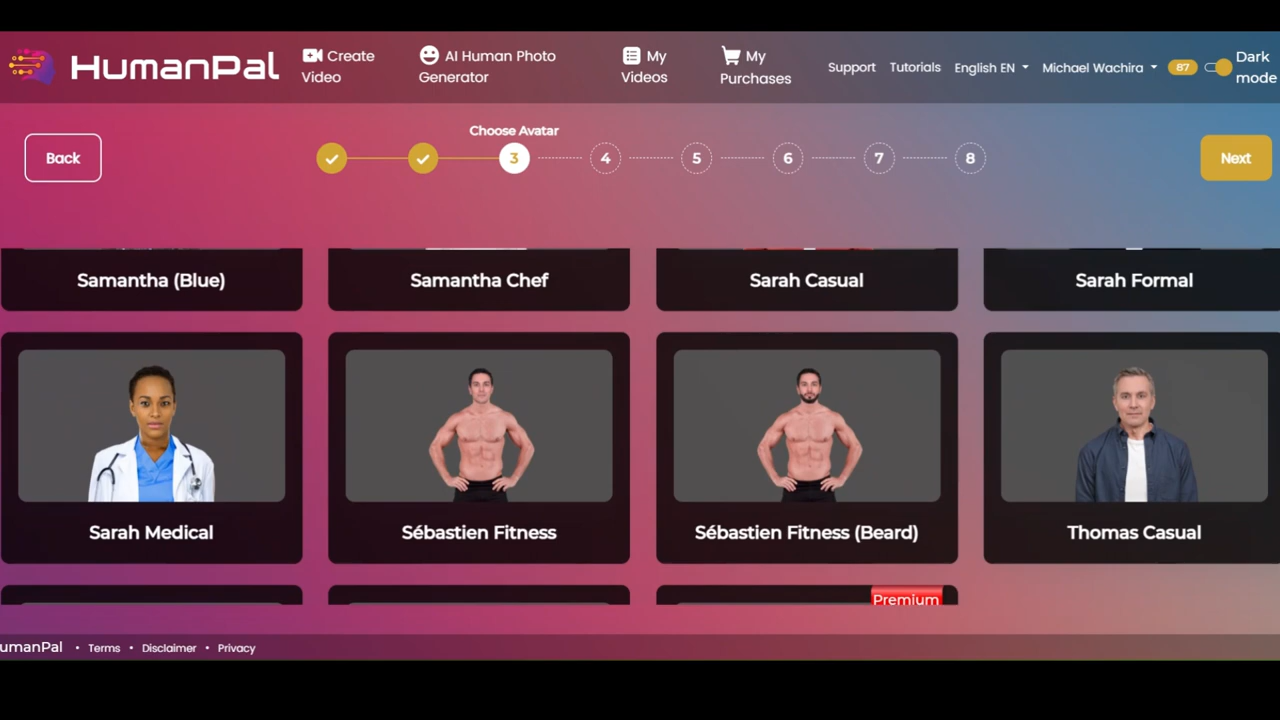 HumanPal
Create
Video
AI Human Photo
Generator
My
Videos
My
Purchases
Support
Tutorials
English EN
Michael Wachira
87
Dark
mode
Back
Choose Avatar
3
4
5
6
7
8
Next
Samantha (Blue)
Samantha Chef
Sarah Casual
Sarah Formal
Sarah Medical
Sébastien Fitness
Sébastien Fitness (Beard)
Thomas Casual
Premium
umanPal • Terms • Disclaimer • Privacy